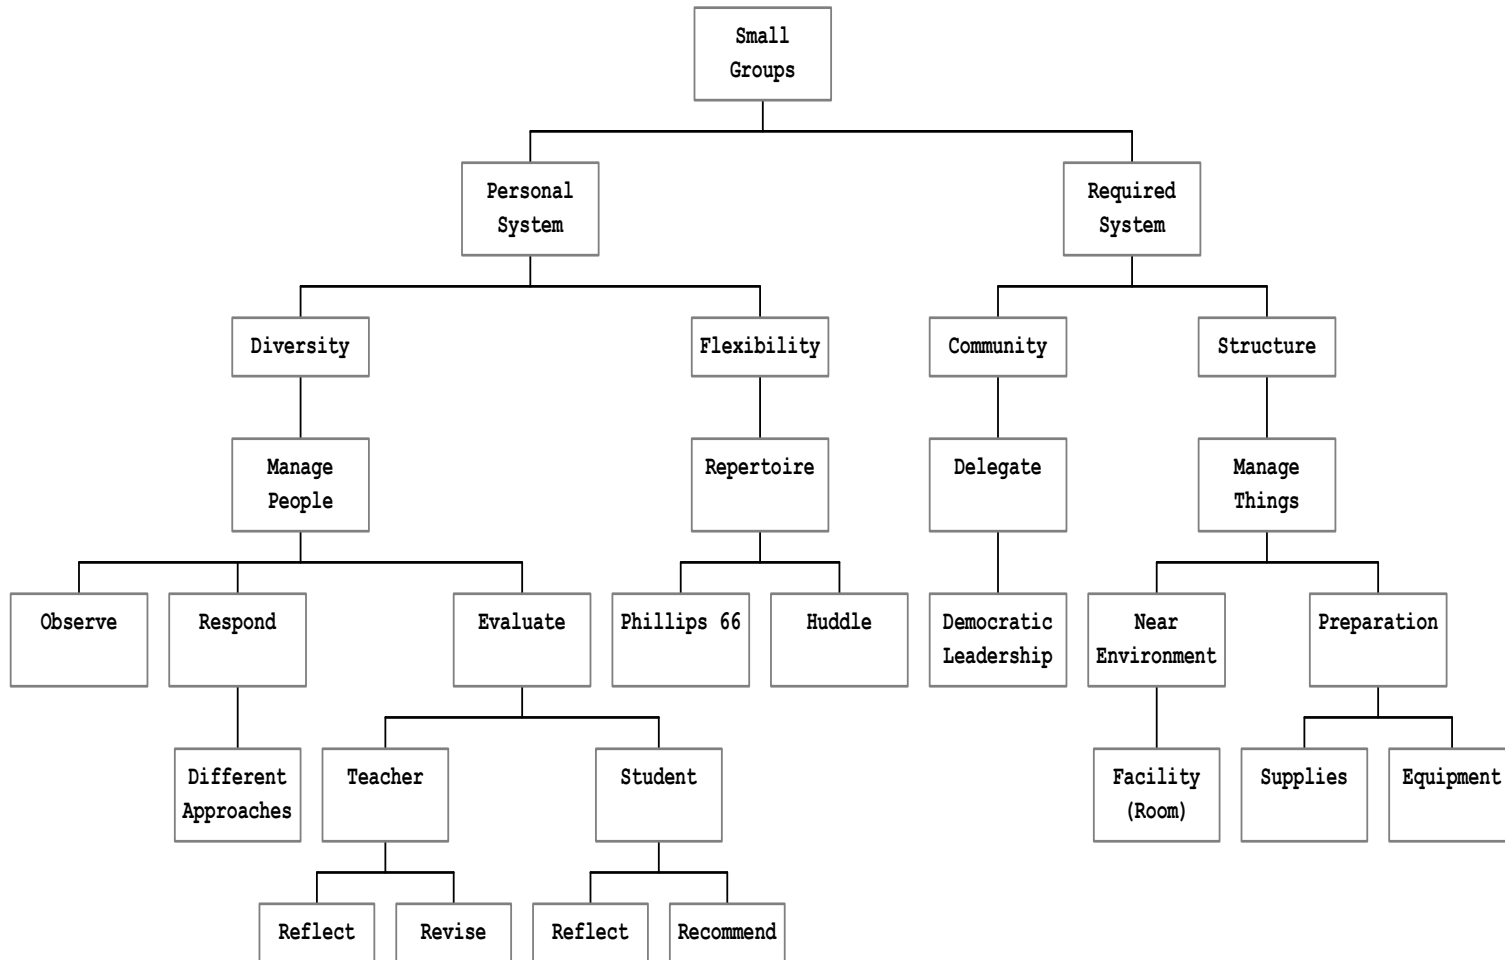 Small
Groups
Personal
System
Required
System
Diversity
Flexibility
Community
Structure
Manage
People
Repertoire
Delegate
Manage
Things
Observe
Respond
Evaluate
Phillips 66
Huddle
Democratic
Leadership
Near
Environment
Preparation
Different
Approaches
Teacher
Student
Facility
(Room)
Supplies
Equipment
Reflect
Revise
Reflect
Recommend